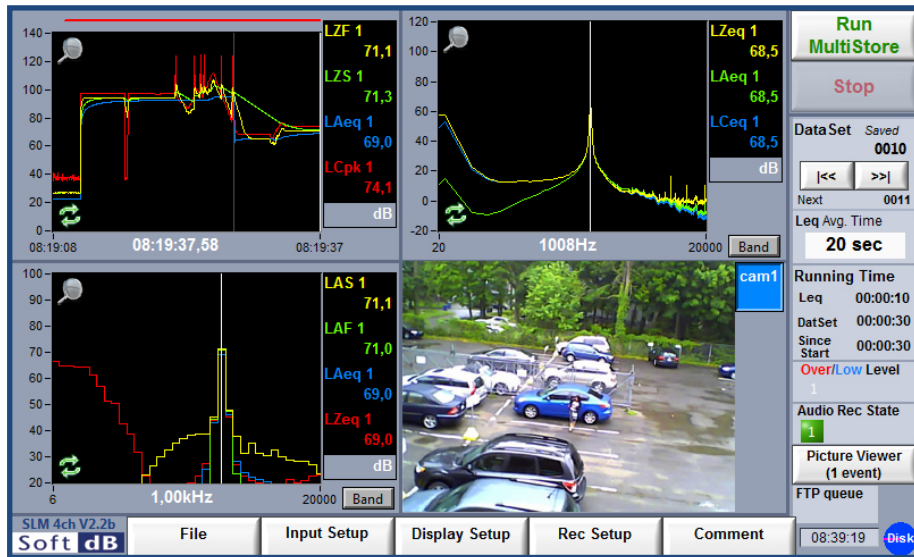 140
120
100
80
60
40
20
0
LZF 1
71,1
LZS 1
71,3
LAeq 1
69,0
LCpk 1
74,1
dB
08:19:08
08:19:37,58
08:19:37
120
100
80
60
40
20
0
-20
LZeq 1
68,5
LAeq 1
68,5
LCeq 1
68,5
dB
20
1008Hz
20000
Band
100
90
80
70
60
50
40
30
20
LAS 1
71,1
LAF 1
71,0
LAeq 1
69,0
LZeq 1
69,0
dB
6
1,00kHz
20000
Band
cam1
Run
MultiStore
Stop
DataSet Saved
0010
|<< >>|
Next 0011
Leq Avg. Time
20 sec
Running Time
Leq 00:00:10
DatSet 00:00:30
Since
Start 00:00:30
Over/Low Level
1
Audio Rec State
1
Picture Viewer
(1 event)
FTP queue
08:39:19 Disk
SLM 4ch V2.2b
Soft dB
File
Input Setup
Display Setup
Rec Setup
Comment